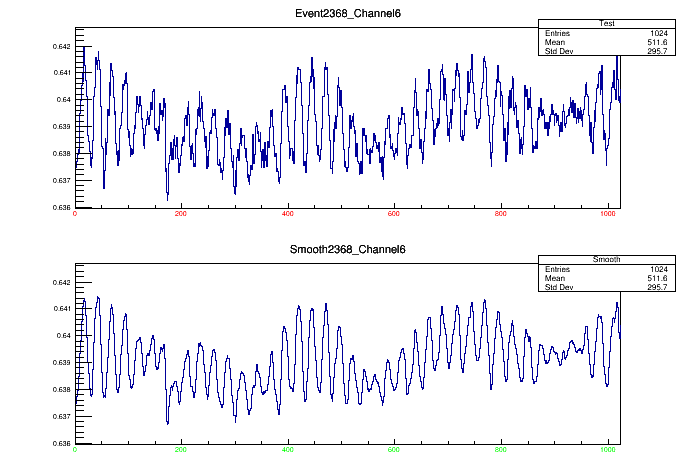 Event2368_Channel6
Test
Entries 1024
Mean 511.6
Std Dev 295.7
0.642
0.641
0.64
0.639
0.638
0.637
0.636
0 200 400 600 800 1000
Smooth2368_Channel6
Smooth
Entries 1024
Mean 511.6
Std Dev 295.7
0.642
0.641
0.64
0.639
0.638
0.637
0.636
0 200 400 600 800 1000